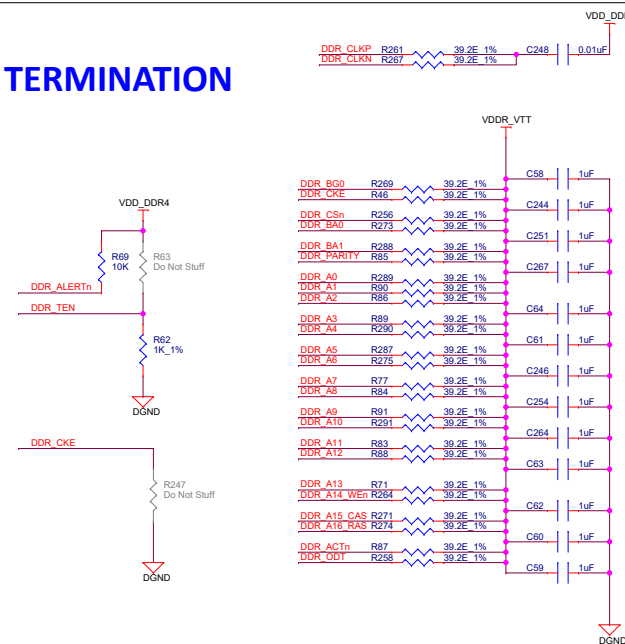 VDD_DD
DDR_CLKP R261 39.2E_1% C248 0.01uF
DDR_CLKN R267 39.2E_1%
TERMINATION
VDDR_VTT
C58 1uF
DDR_BG0 R269 39.2E_1%
DDR_CKE R46 39.2E_1%
VDD_DDR4
C244 1uF
DDR_CSn R256 39.2E_1%
DDR_BA0 R273 39.2E_1%
C251 1uF
DDR_BA1 R288 39.2E_1%
DDR_PARITY R85 39.2E_1%
R69 10K
R63 Do Not Stuff
C267 1uF
DDR_A0 R289 39.2E_1%
DDR_A1 R90 39.2E_1%
DDR_A2 R86 39.2E_1%
DDR_ALERTn
DDR_TEN
C64 1uF
DDR_A3 R89 39.2E_1%
DDR_A4 R290 39.2E_1%
R62 1K_1%
C61 1uF
DDR_A5 R287 39.2E_1%
DDR_A6 R275 39.2E_1%
C246 1uF
DDR_A7 R77 39.2E_1%
DDR_A8 R84 39.2E_1%
DGND
C254 1uF
DDR_A9 R91 39.2E_1%
DDR_A10 R291 39.2E_1%
C264 1uF
DDR_CKE
DDR_A11 R83 39.2E_1%
DDR_A12 R88 39.2E_1%
C63 1uF
R247 Do Not Stuff
DDR_A13 R71 39.2E_1%
DDR_A14_WEn R264 39.2E_1%
C62 1uF
DDR_A15_CAS R271 39.2E_1%
DDR_A16_RAS R274 39.2E_1%
C60 1uF
DDR_ACTn R87 39.2E_1%
DDR_ODT R258 39.2E_1%
C59 1uF
DGND
DGND